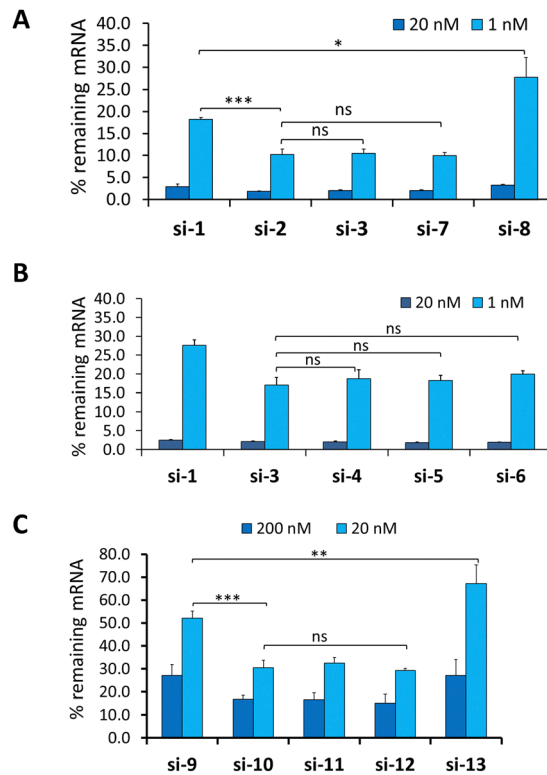 A
20 nM 1 nM
% remaining mRNA
40.0
35.0
30.0
25.0
20.0
15.0
10.0
5.0
0.0
*
***
ns
ns
si-1 si-2 si-3 si-7 si-8
B
20 nM 1 nM
% remaining mRNA
40.0
35.0
30.0
25.0
20.0
15.0
10.0
5.0
0.0
ns
ns
ns
si-1 si-3 si-4 si-5 si-6
C
200 nM 20 nM
% remaining mRNA
80.0
70.0
60.0
50.0
40.0
30.0
20.0
10.0
0.0
**
***
ns
si-9 si-10 si-11 si-12 si-13